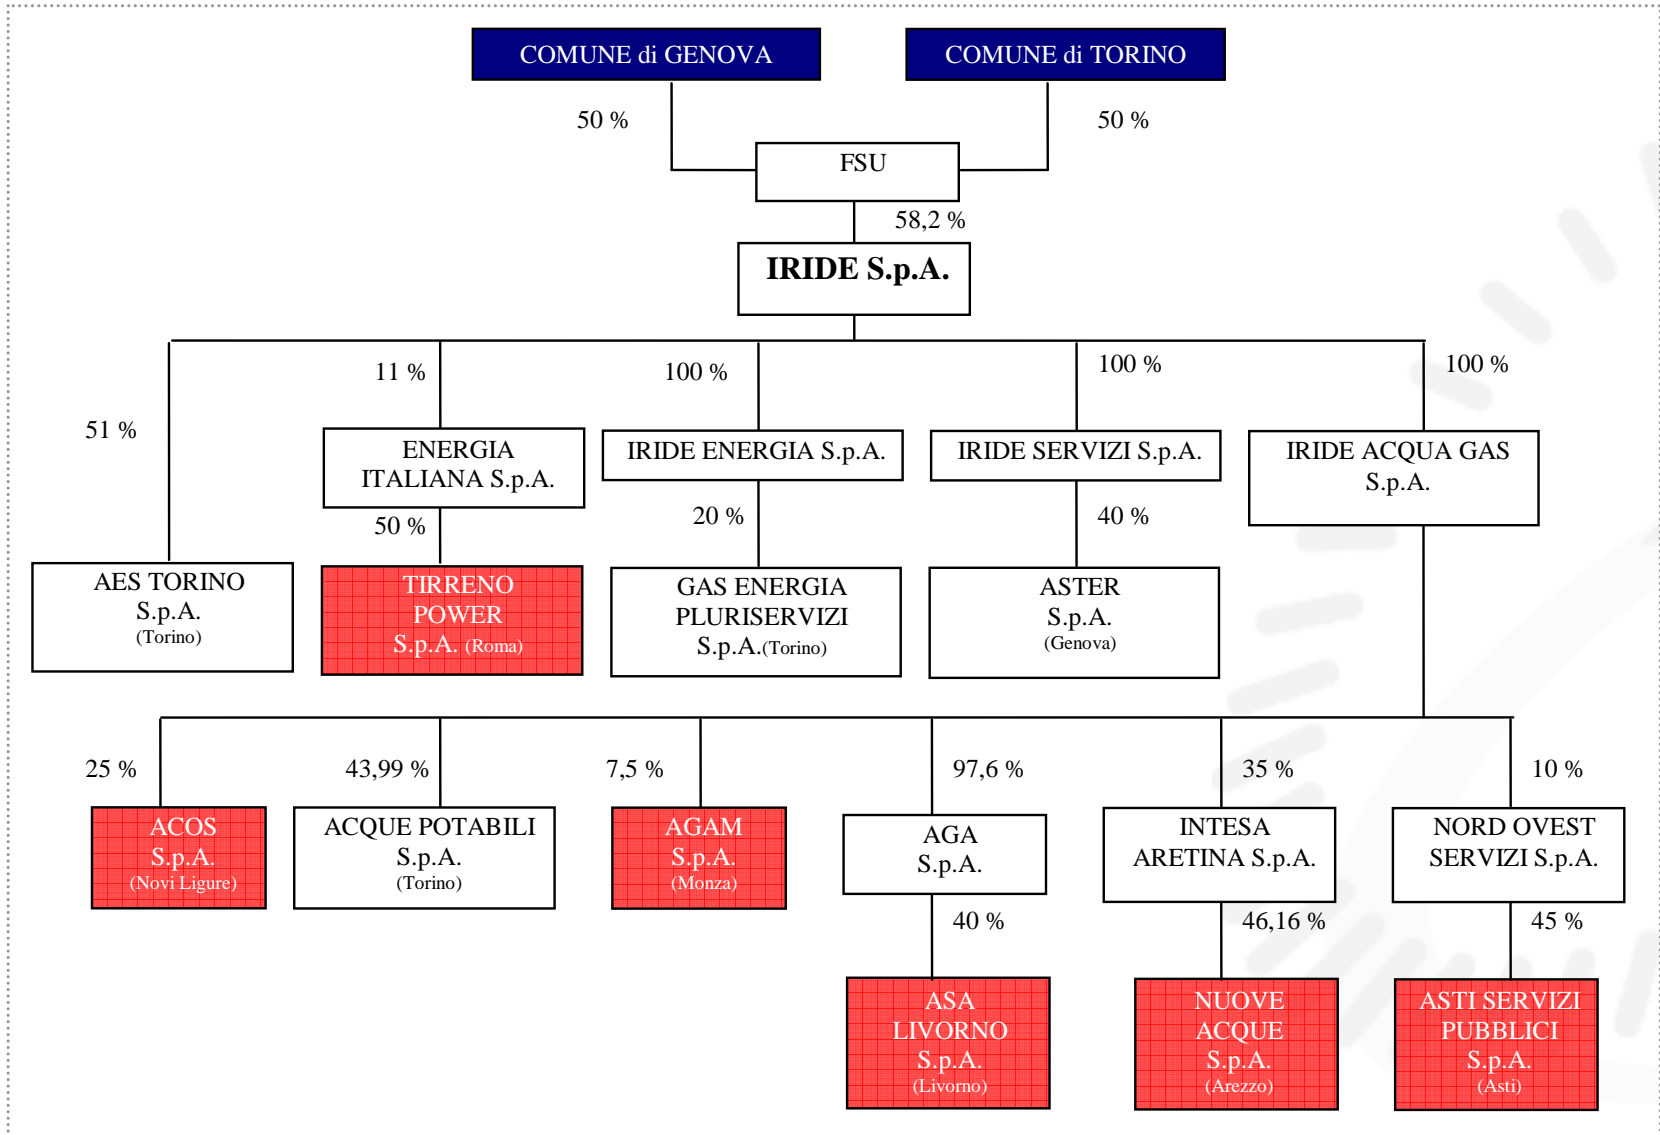 COMUNE di GENOVA
COMUNE di TORINO
50 %
50 %
FSU
58,2 %
IRIDE S.p.A.
11 %
100 %
100 %
100 %
51 %
ENERGIA
ITALIANA S.p.A.
IRIDE ENERGIA S.p.A.
IRIDE SERVIZI S.p.A.
IRIDE ACQUA GAS
S.p.A.
50 %
20 %
40 %
AES TORINO
S.p.A.
(Torino)
TIRRENO
POWER
S.p.A. (Roma)
GAS ENERGIA
PLURISERVIZI
S.p.A.(Torino)
ASTER
S.p.A.
(Genova)
25 %
43,99 %
7,5 %
97,6 %
35 %
10 %
ACOS
S.p.A.
(Novi Ligure)
ACQUE POTABILI
S.p.A.
(Torino)
AGAM
S.p.A.
(Monza)
AGA
S.p.A.
INTESA
ARETINA S.p.A.
NORD OVEST
SERVIZI S.p.A.
40 %
46,16 %
45 %
ASA
LIVORNO
S.p.A.
(Livorno)
NUOVE
ACQUE
S.p.A.
(Arezzo)
ASTI SERVIZI
PUBBLICI
S.p.A.
(Asti)